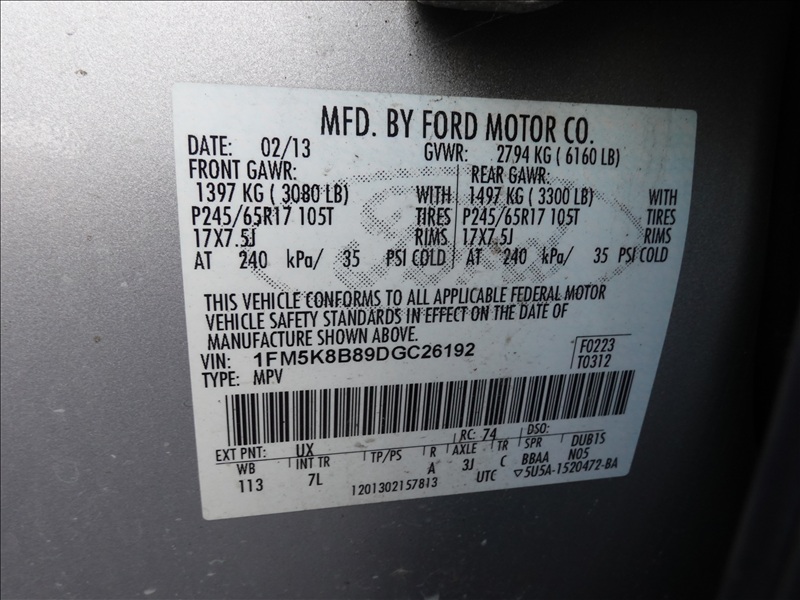 MFD. BY FORD MOTOR CO.
DATE: 02/13 GVWR: 2794 KG ( 6160 LB)
FRONT GAWR: REAR GAWR:
1397 KG ( 3080 LB) WITH 1497 KG ( 3300 LB) WITH
P245/65R17 105T TIRES P245/65R17 105T TIRES
17X7.5J RIMS 17X7.5J RIMS
AT 240 kPa/ 35 PSI COLD AT 240 kPa/ 35 PSI COLD
THIS VEHICLE CONFORMS TO ALL APPLICABLE FEDERAL MOTOR
VEHICLE SAFETY STANDARDS IN EFFECT ON THE DATE OF
MANUFACTURE SHOWN ABOVE.
VIN: 1FM5K8B89DGC26192 F0223
TYPE: MPV T0312
EXT PNT: UX RC: 74 DSO:
WB INT TR TP/PS R AXLE TR SPR DUB1S
113 7L A 3J C BBAA N05
1201302157813 UTC ▽5U5A-1520472-BA